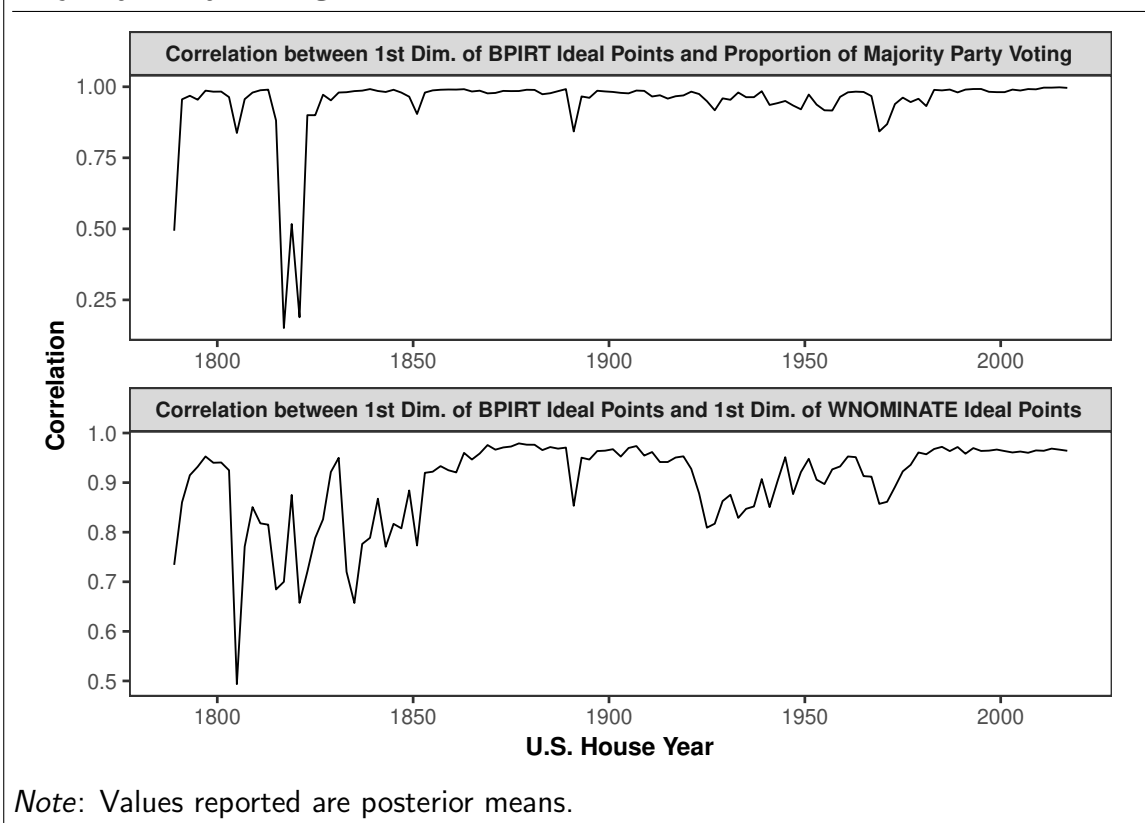 Correlation between 1st Dim. of BPIRT Ideal Points and Proportion of Majority Party Voting
1.00
0.75
0.50
0.25
1800 1850 1900 1950 2000
Correlation
Correlation between 1st Dim. of BPIRT Ideal Points and 1st Dim. of WNOMINATE Ideal Points
1.0
0.9
0.8
0.7
0.6
0.5
1800 1850 1900 1950 2000
U.S. House Year
Note: Values reported are posterior means.